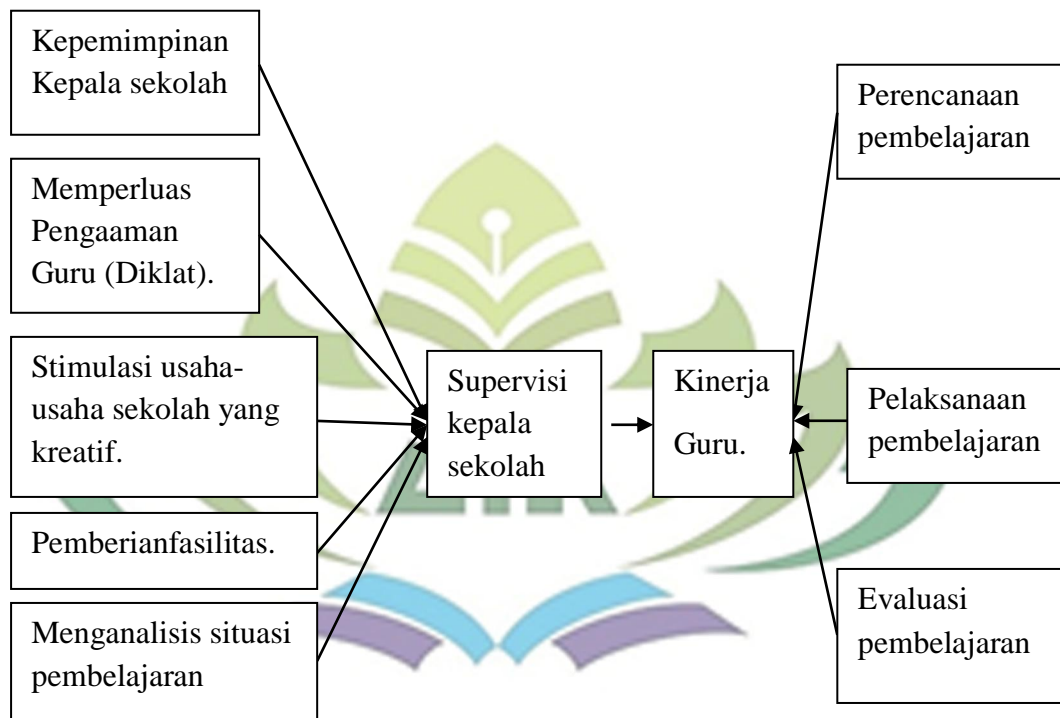 Kepemimpinan
Kepala sekolah
Memperluas
Pengaaman
Guru (Diklat).
Stimulasi usaha-
usaha sekolah yang
kreatif.
Pemberianfasilitas.
Menganalisis situasi
pembelajaran
Supervisi
kepala
sekolah
Kinerja
Guru.
Perencanaan
pembelajaran
Pelaksanaan
pembelajaran
Evaluasi
pembelajaran